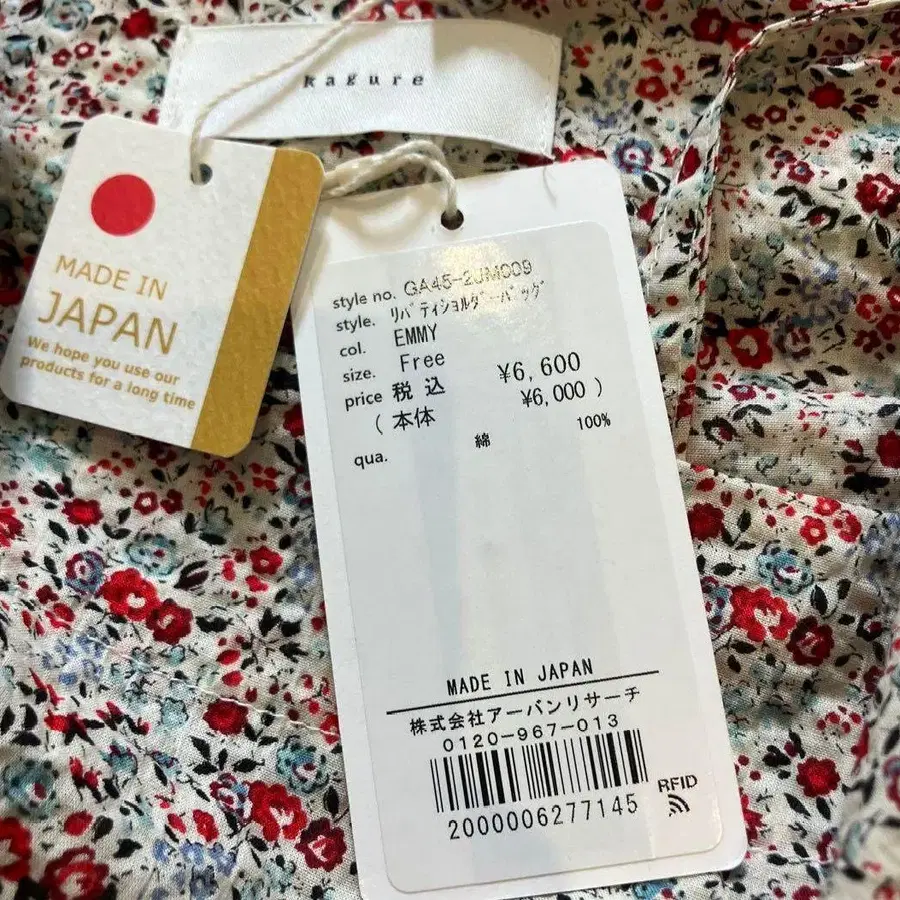 kagure
MADE IN
JAPAN
We hope you use our
products for a long time
style no. GA45-2JM009
style. リバティショルダーバッグ
col. EMMY
size. Free
price 税込 ¥6,600
(本体 ¥6,000)
qua. 綿 100%
MADE IN JAPAN
株式会社アーバンリサーチ
0120-967-013
2000006277145
RFID